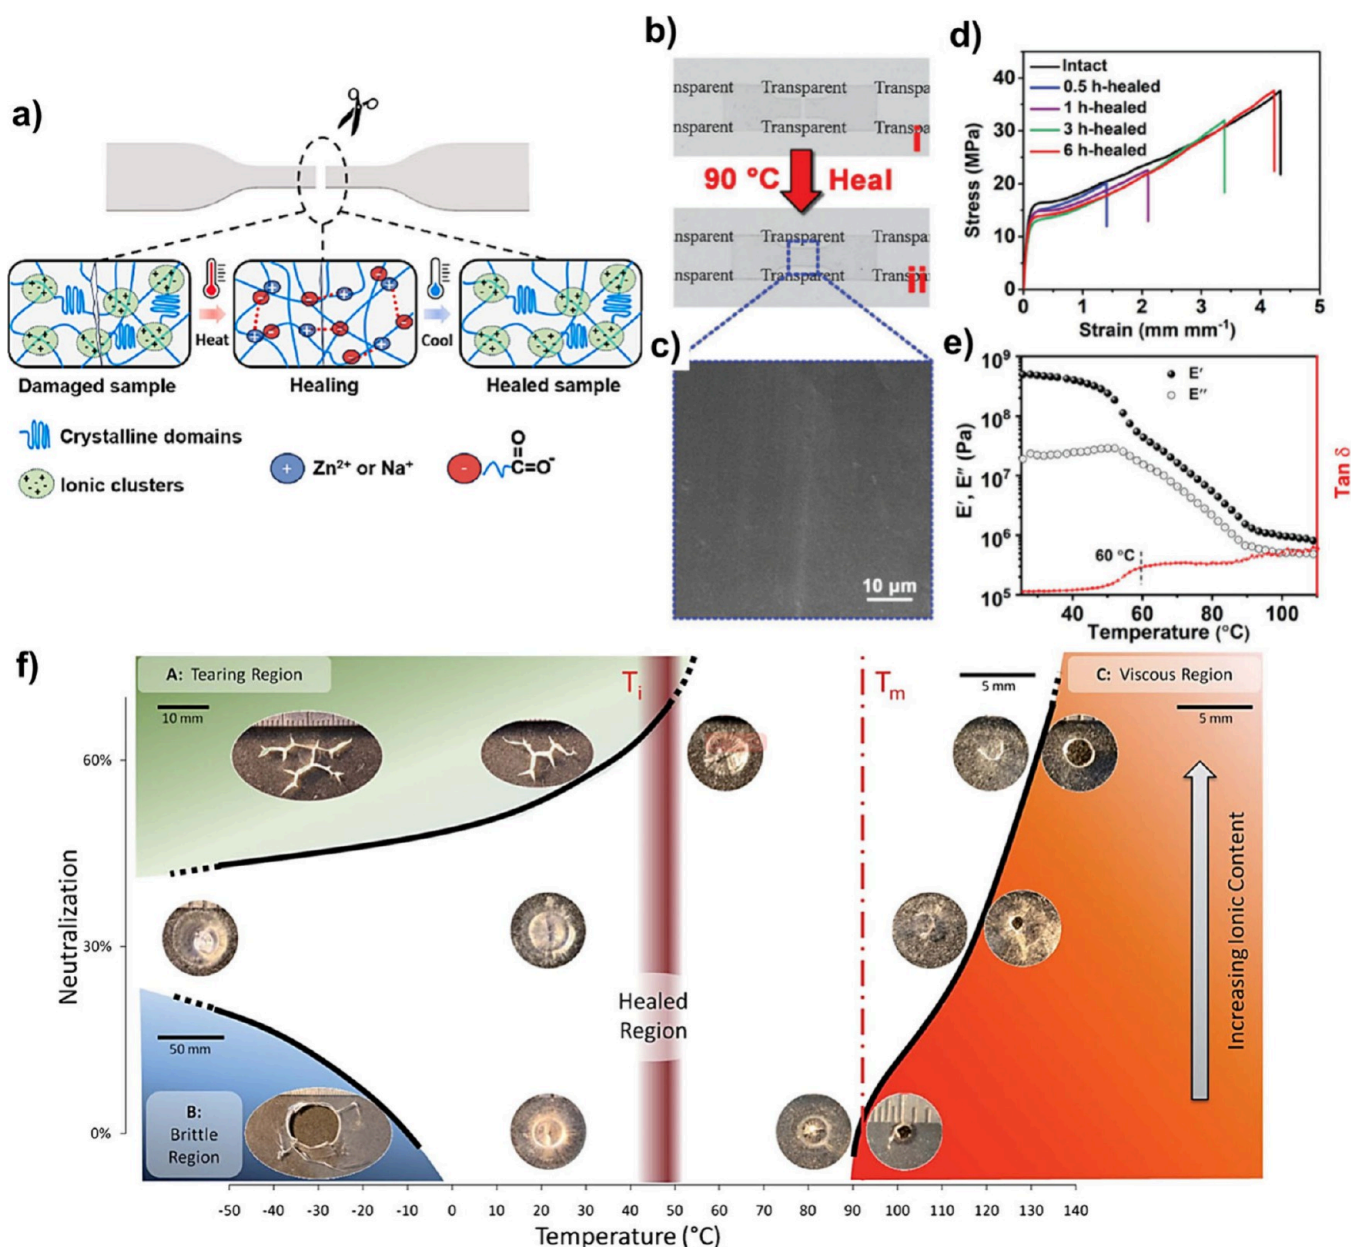 a)
Heat
Cool
Damaged sample
Healing
Healed sample
Crystalline domains
Ionic clusters
+
Zn²⁺ or Na⁺
-
O
C=O⁻
b)
nsparent Transparent Transpa
nsparent Transparent Transpa
i
90 °C Heal
nsparent Transparent Transpar
nsparent Transparent Transpa
ii
c)
10 μm
d)
Intact
0.5 h-healed
1 h-healed
3 h-healed
6 h-healed
Stress (MPa)
40
30
20
10
0
0 1 2 3 4 5
Strain (mm mm⁻¹)
e)
E', E'' (Pa)
10⁹
10⁸
10⁷
10⁶
10⁵
E'
E''
60 °C
Tan δ
40 60 80 100
Temperature (°C)
f)
A: Tearing Region
10 mm
Tᵢ
Tₘ
5 mm
C: Viscous Region
5 mm
Neutralization
60%
30%
0%
Healed
Region
50 mm
B:
Brittle
Region
Increasing Ionic Content
-50 -40 -30 -20 -10 0 10 20 30 40 50 60 70 80 90 100 110 120 130 140
Temperature (°C)